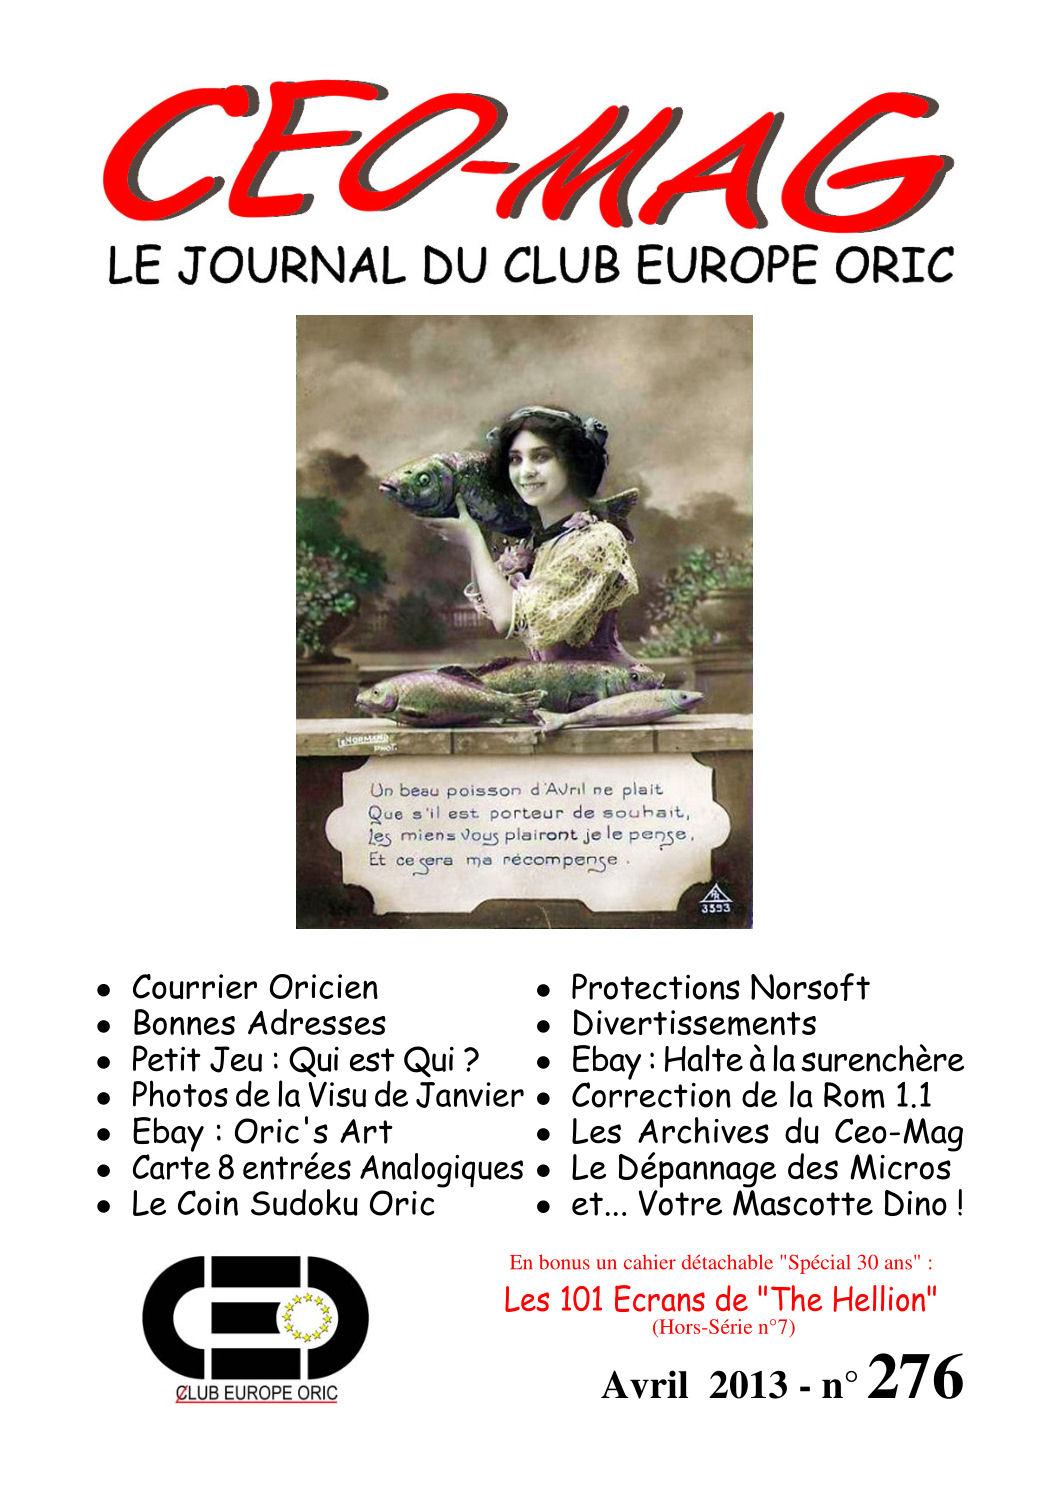 CEO-MAG
LE JOURNAL DU CLUB EUROPE ORIC
LeNORMAND
PHOT.
Un beau poisson d'Avril ne plait
Que s'il est porteur de souhait,
les miens vous plairont je le pense,
Et ce sera ma récompense .
3593
• Courrier Oricien
• Bonnes Adresses
• Petit Jeu : Qui est Qui ?
• Photos de la Visu de Janvier
• Ebay : Oric's Art
• Carte 8 entrées Analogiques
• Le Coin Sudoku Oric
• Protections Norsoft
• Divertissements
• Ebay : Halte à la surenchère
• Correction de la Rom 1.1
• Les Archives du Ceo-Mag
• Le Dépannage des Micros
• et... Votre Mascotte Dino !
CEO
CLUB EUROPE ORIC
En bonus un cahier détachable "Spécial 30 ans" :
Les 101 Ecrans de "The Hellion"
(Hors-Série n°7)
Avril 2013 - n° 276